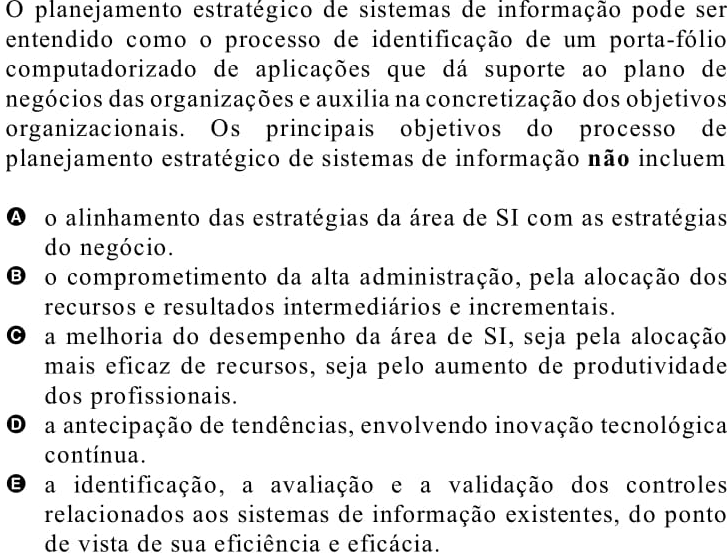 O planejamento estratégico de sistemas de informação pode ser
entendido como o processo de identificação de um porta-fólio
computadorizado de aplicações que dá suporte ao plano de
negócios das organizações e auxilia na concretização dos objetivos
organizacionais. Os principais objetivos do processo de
planejamento estratégico de sistemas de informação não incluem
A o alinhamento das estratégias da área de SI com as estratégias
do negócio.
B o comprometimento da alta administração, pela alocação dos
recursos e resultados intermediários e incrementais.
C a melhoria do desempenho da área de SI, seja pela alocação
mais eficaz de recursos, seja pelo aumento de produtividade
dos profissionais.
D a antecipação de tendências, envolvendo inovação tecnológica
contínua.
E a identificação, a avaliação e a validação dos controles
relacionados aos sistemas de informação existentes, do ponto
de vista de sua eficiência e eficácia.